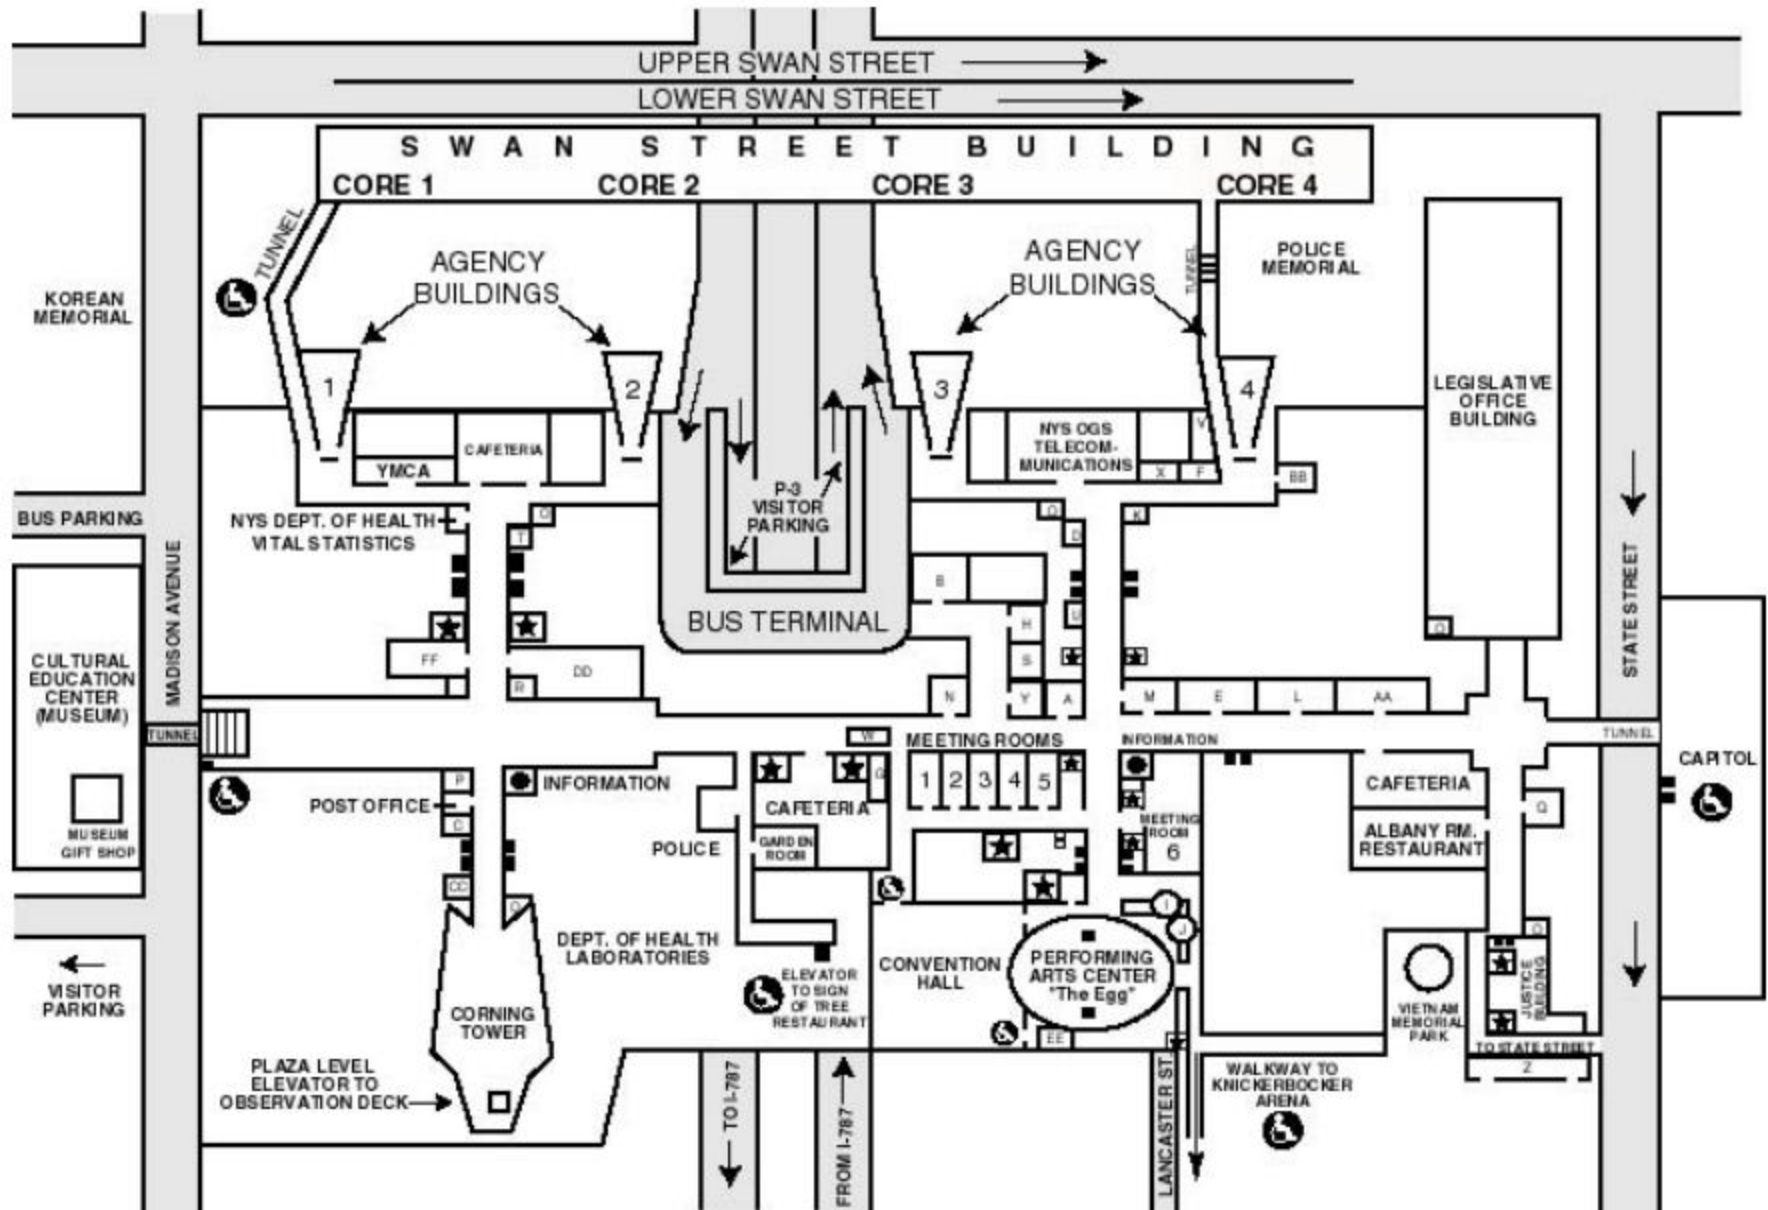 UPPER SWAN STREET
LOWER SWAN STREET
SWAN STREET BUILDING
CORE 1
CORE 2
CORE 3
CORE 4
TUNNEL
AGENCY
BUILDINGS
AGENCY
BUILDINGS
TUNNEL
POLICE
MEMORIAL
KOREAN
MEMORIAL
1
2
3
4
LEGISLATIVE
OFFICE
BUILDING
YMCA
CAFETERIA
NYS OGS
TELECOM-
MUNICATIONS
V
X
F
BB
P-3
VISITOR
PARKING
BUS PARKING
NYS DEPT. OF HEALTH
VITAL STATISTICS
Q
T
Q
D
K
B
BUS TERMINAL
H
U
S
Q
MADISON AVENUE
STATE STREET
CULTURAL
EDUCATION
CENTER
(MUSEUM)
FF
DD
R
N
Y
A
M
E
L
AA
TUNNEL
W
MEETING ROOMS
INFORMATION
TUNNEL
CAPITOL
P
INFORMATION
POST OFFICE
C
G
CAFETERIA
GARDEN
ROOM
1
2
3
4
5
MEETING
ROOM
6
CAFETERIA
ALBANY RM.
RESTAURANT
Q
MUSEUM
GIFT SHOP
POLICE
CC
Q
I
J
Q
DEPT. OF HEALTH
LABORATORIES
CONVENTION
HALL
PERFORMING
ARTS CENTER
"The Egg"
ELEVATOR
TO SIGN
OF TREE
RESTAURANT
JUSTICE
BUILDING
VISITOR
PARKING
CORNING
TOWER
EE
VIETNAM
MEMORIAL
PARK
TO STATE STREET
Z
PLAZA LEVEL
ELEVATOR TO
OBSERVATION DECK
TO I-787
FROM I-787
LANCASTER ST.
WALKWAY TO
KNICKERBOCKER
ARENA